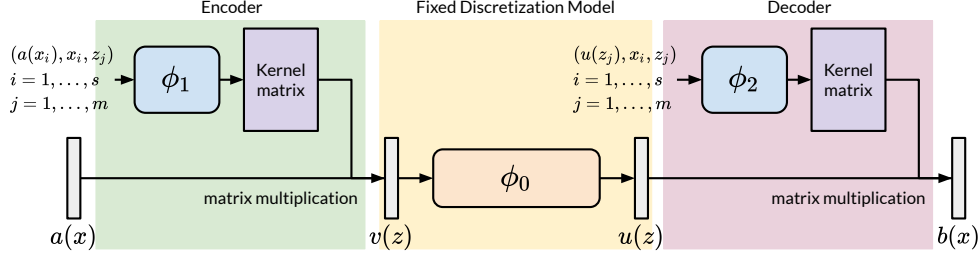 Encoder
Fixed Discretization Model
Decoder
(a(x_i), x_i, z_j)
i = 1, . . . , s
j = 1, . . . , m
ϕ_1
Kernel
matrix
(u(z_j), x_i, z_j)
i = 1, . . . , s
j = 1, . . . , m
ϕ_2
Kernel
matrix
ϕ_0
matrix multiplication
matrix multiplication
a(x)
v(z)
u(z)
b(x)